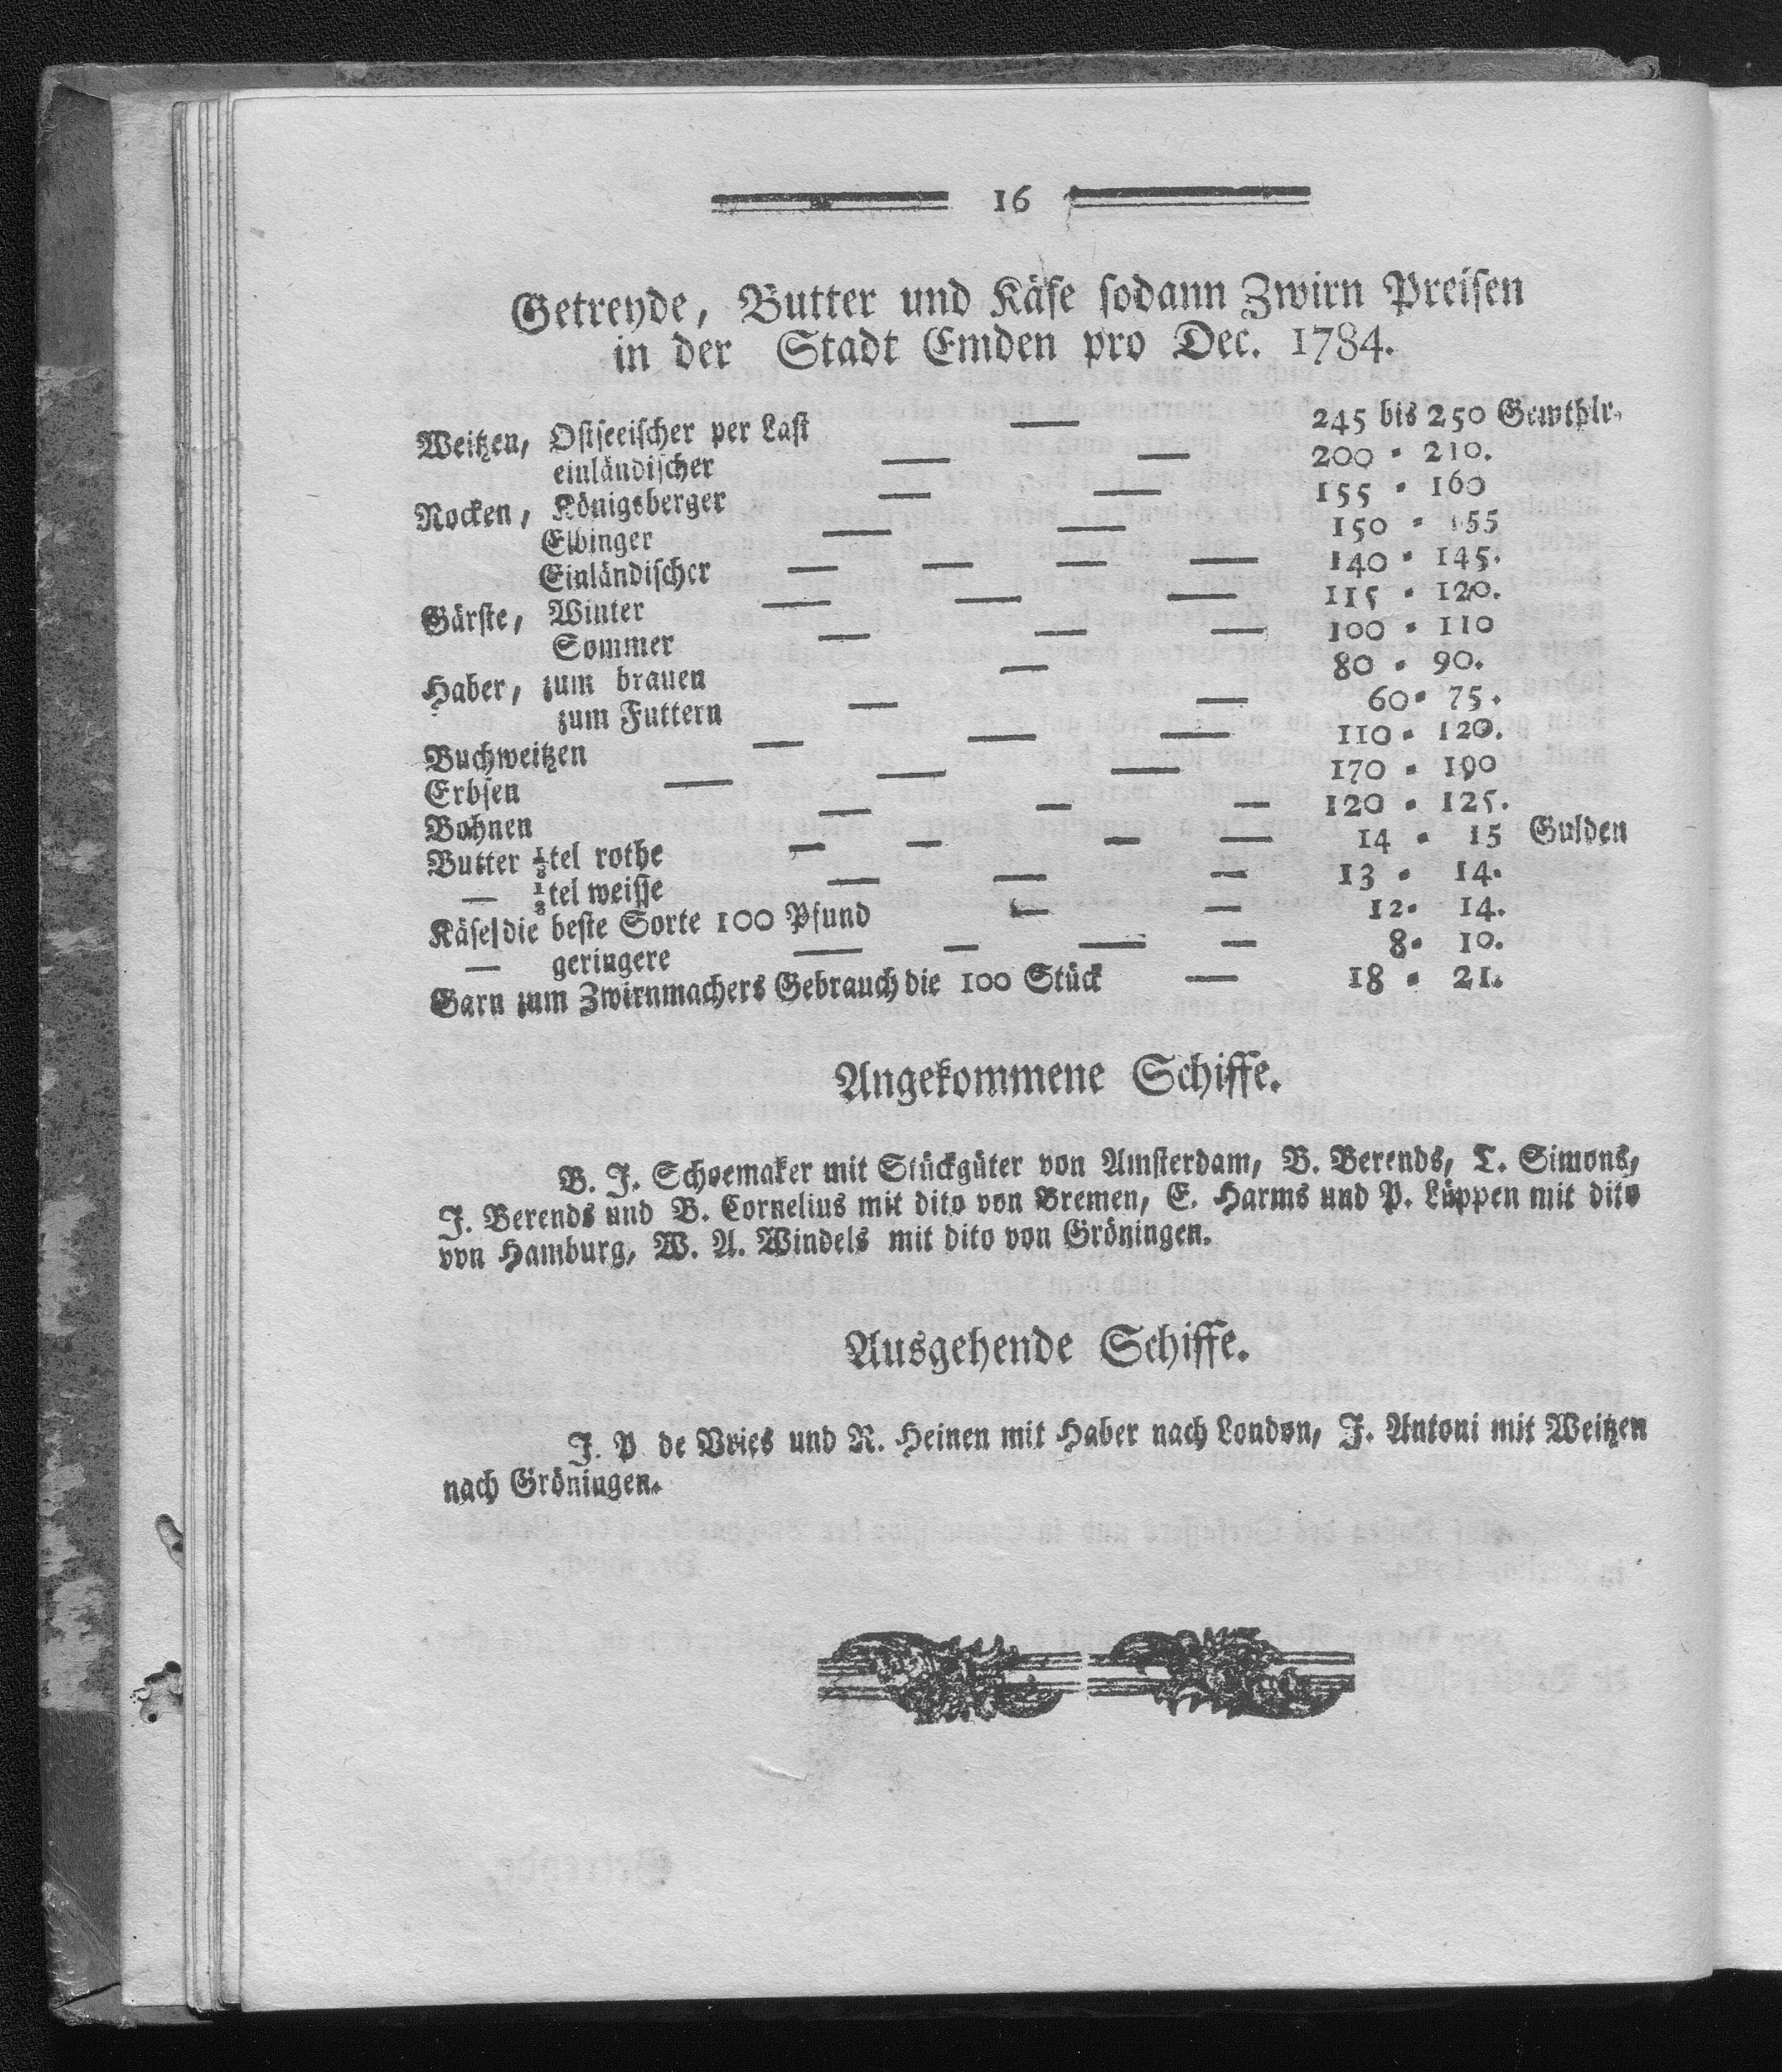 16
Getreyde, Butter und Käse sodann Zwirn Preisen
in der Stadt Emden pro Dec. 1784.
Weitzen, Ostseeischer per Last — 245 bis 250 Gemthlr.
einländischer — — 200 = 210.
Rocken, Königsberger — — 155 = 160
Elbinger — — 150 = 155
Einländischer — — — — 140 = 145.
Gärste, Winter — — — 115 = 120.
Sommer — — — 100 = 110
Haber, zum brauen — 80 = 90.
zum Futtern — — 60 = 75.
Buchweitzen — — — 110 = 120.
Erbsen — — — 170 = 190
Bohnen — — — 120 = 125.
Butter ⅛tel rothe — — — — 14 = 15 Gulden
— ⅛tel weisse — — — 13 = 14.
Käse die beste Sorte 100 Pfund — — 12 = 14.
— geringere — — — — 8 = 10.
Garn zum Zwirnmachers Gebrauch die 100 Stück — 18 = 21.
Angekommene Schiffe.
B. J. Schoemaker mit Stückgüter von Amsterdam, B. Berends, T. Simons,
J. Berends und B. Cornelius mit dito von Bremen, E. Harms und P. Lüppen mit dito
von Hamburg, W. A. Windels mit dito von Gröningen.
Ausgehende Schiffe.
J. P de Vries und R. Heinen mit Haber nach London, J. Antoni mit Weitzen
nach Gröningen.